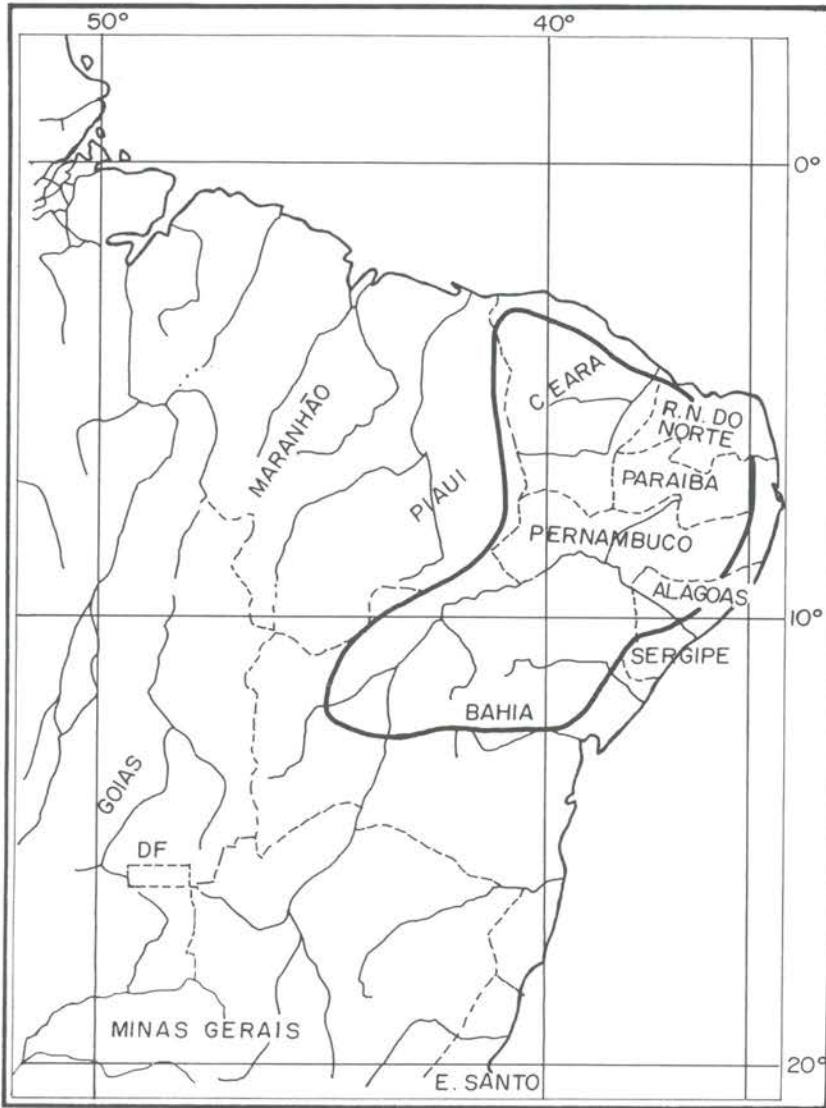 50°
40°
0°
CEARA
R.N. DO
NORTE
MARANHÃO
PIAUI
PARAIBA
PERNAMBUCO
ALAGOAS
10°
SERGIPE
BAHIA
GOIAS
DF
MINAS GERAIS
E. SANTO
20°